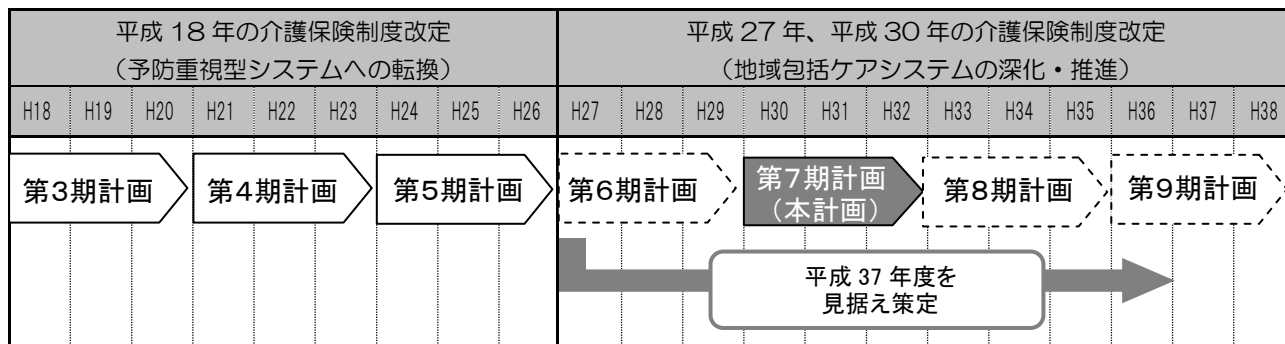 平成 18 年の介護保険制度改定
（予防重視型システムへの転換）
平成 27 年、平成 30 年の介護保険制度改定
（地域包括ケアシステムの深化・推進）
H18 H19 H20 H21 H22 H23 H24 H25 H26 H27 H28 H29 H30 H31 H32 H33 H34 H35 H36 H37 H38
第3期計画 第4期計画 第5期計画 第6期計画
第7期計画
（本計画）
第8期計画 第9期計画
平成 37 年度を
見据え策定